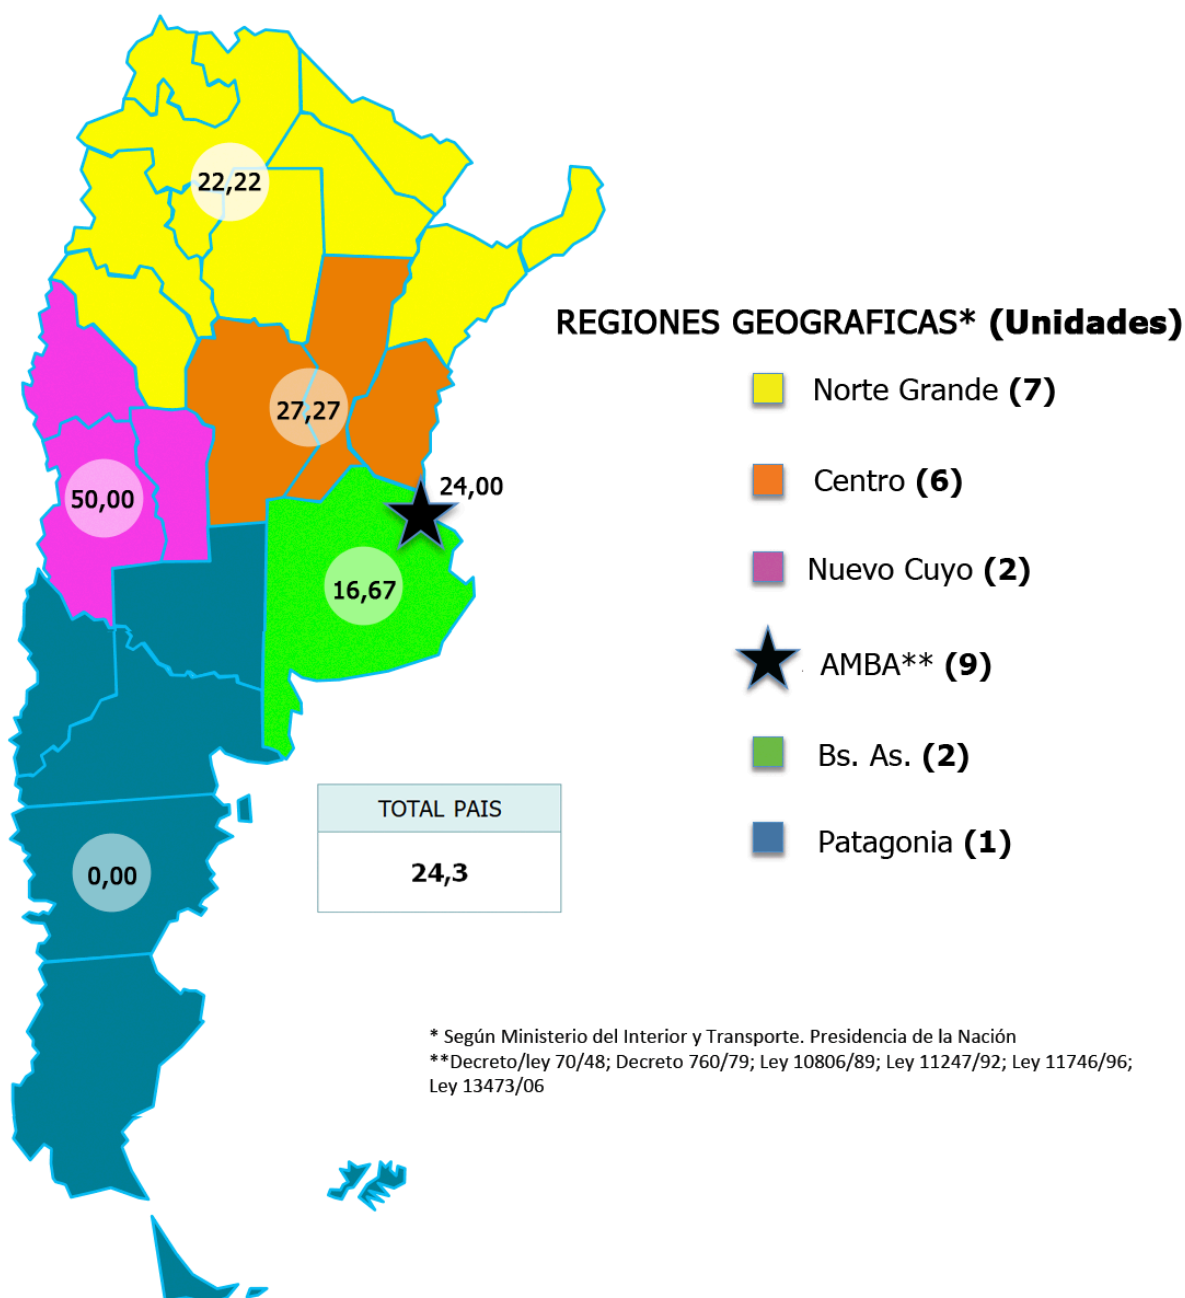 22,22
27,27
50,00
24,00
16,67
0,00
REGIONES GEOGRAFICAS* (Unidades)
Norte Grande (7)
Centro (6)
Nuevo Cuyo (2)
AMBA** (9)
Bs. As. (2)
Patagonia (1)
TOTAL PAIS
24,3
* Según Ministerio del Interior y Transporte. Presidencia de la Nación
**Decreto/ley 70/48; Decreto 760/79; Ley 10806/89; Ley 11247/92; Ley 11746/96;
Ley 13473/06